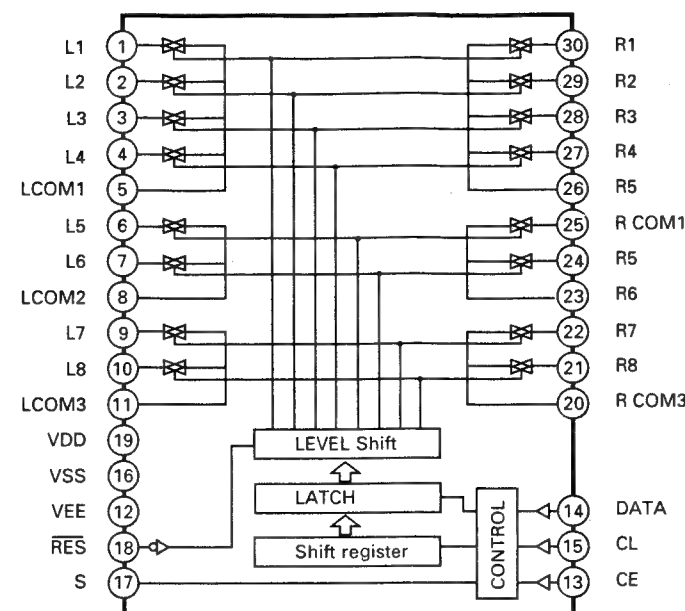 L1 1 30 R1
L2 2 29 R2
L3 3 28 R3
L4 4 27 R4
LCOM1 5 26 R5
L5 6 25 R COM1
L6 7 24 R5
LCOM2 8 23 R6
L7 9 22 R7
L8 10 21 R8
LCOM3 11 20 R COM3
VDD 19 LEVEL Shift
VSS 16
VEE 12 LATCH 14 DATA
RES 18 Shift register CONTROL 15 CL
S 17 13 CE